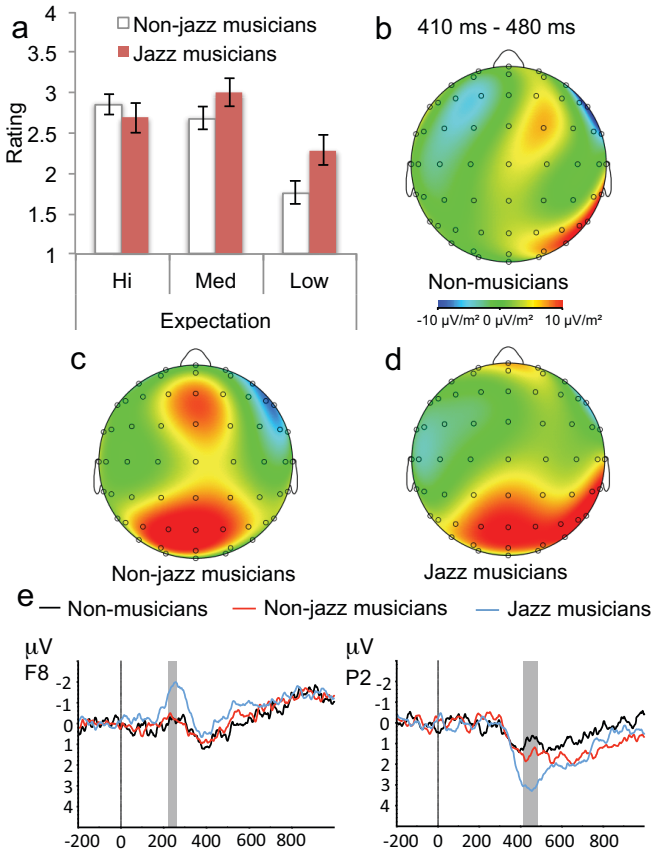 a
4
3.5
3
2.5
2
1.5
1
Rating
Non-jazz musicians
Jazz musicians
Hi Med Low
Expectation
b 410 ms - 480 ms
Non-musicians
-10 μV/m² 0 μV/m² 10 μV/m²
c
Non-jazz musicians
d
Jazz musicians
e Non-musicians Non-jazz musicians Jazz musicians
μV
F8
-2
-1
0
1
2
3
4
-200 0 200 400 600 800
μV
P2
-2
-1
0
1
2
3
4
-200 0 200 400 600 800